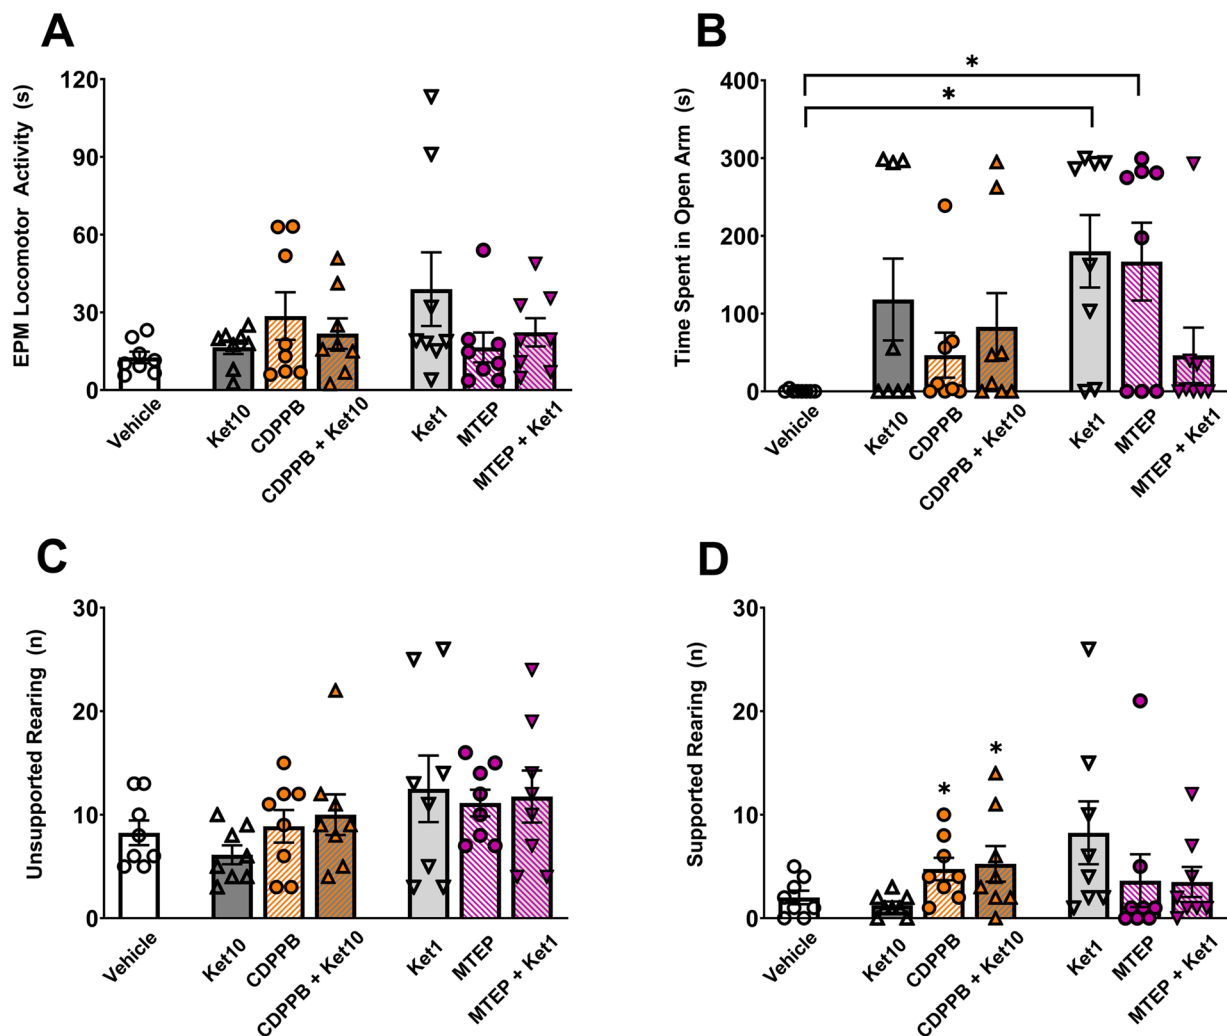 A
EPM Locomotor Activity (s)
120
90
60
30
0
Vehicle
Ket10
CDPPB
CDPPB + Ket10
Ket1
MTEP
MTEP + Ket1
B
Time Spent in Open Arm (s)
400
300
200
100
0
*
*
Vehicle
Ket10
CDPPB
CDPPB + Ket10
Ket1
MTEP
MTEP + Ket1
C
Unsupported Rearing (n)
30
20
10
0
Vehicle
Ket10
CDPPB
CDPPB + Ket10
Ket1
MTEP
MTEP + Ket1
D
Supported Rearing (n)
30
20
10
0
*
*
Vehicle
Ket10
CDPPB
CDPPB + Ket10
Ket1
MTEP
MTEP + Ket1